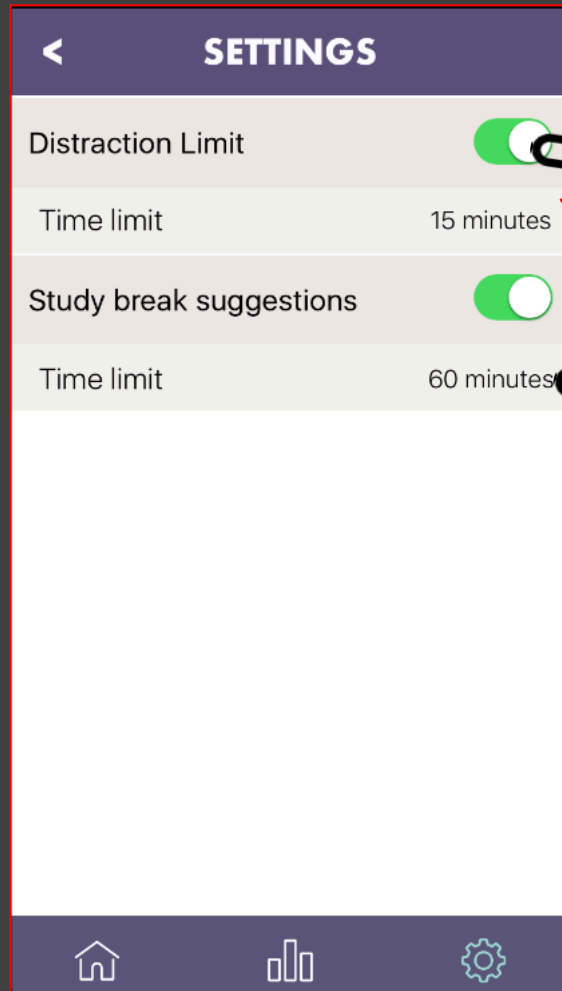 < SETTINGS
Distraction Limit
Time limit 15 minutes
Study break suggestions
Time limit 60 minutes